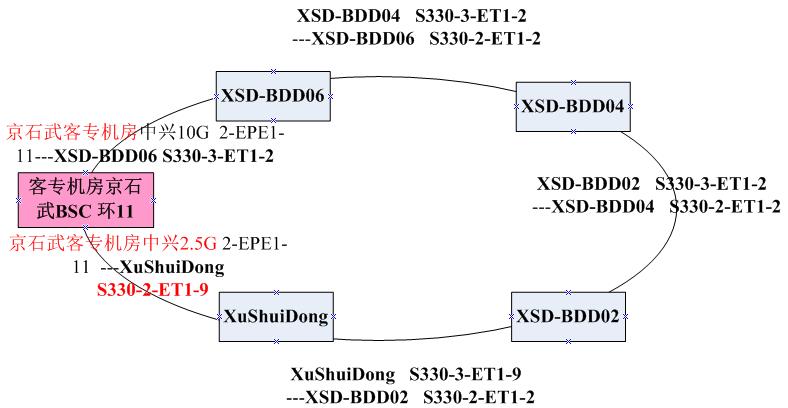 XSD-BDD04 S330-3-ET1-2
---XSD-BDD06 S330-2-ET1-2
XSD-BDD06
XSD-BDD04
京石武客专机房中兴10G 2-EPE1-
11---XSD-BDD06 S330-3-ET1-2
客专机房京石
武BSC 环11
XSD-BDD02 S330-3-ET1-2
---XSD-BDD04 S330-2-ET1-2
京石武客专机房中兴2.5G 2-EPE1-
11 ---XuShuiDong
S330-2-ET1-9
XuShuiDong
XSD-BDD02
XuShuiDong S330-3-ET1-9
---XSD-BDD02 S330-2-ET1-2